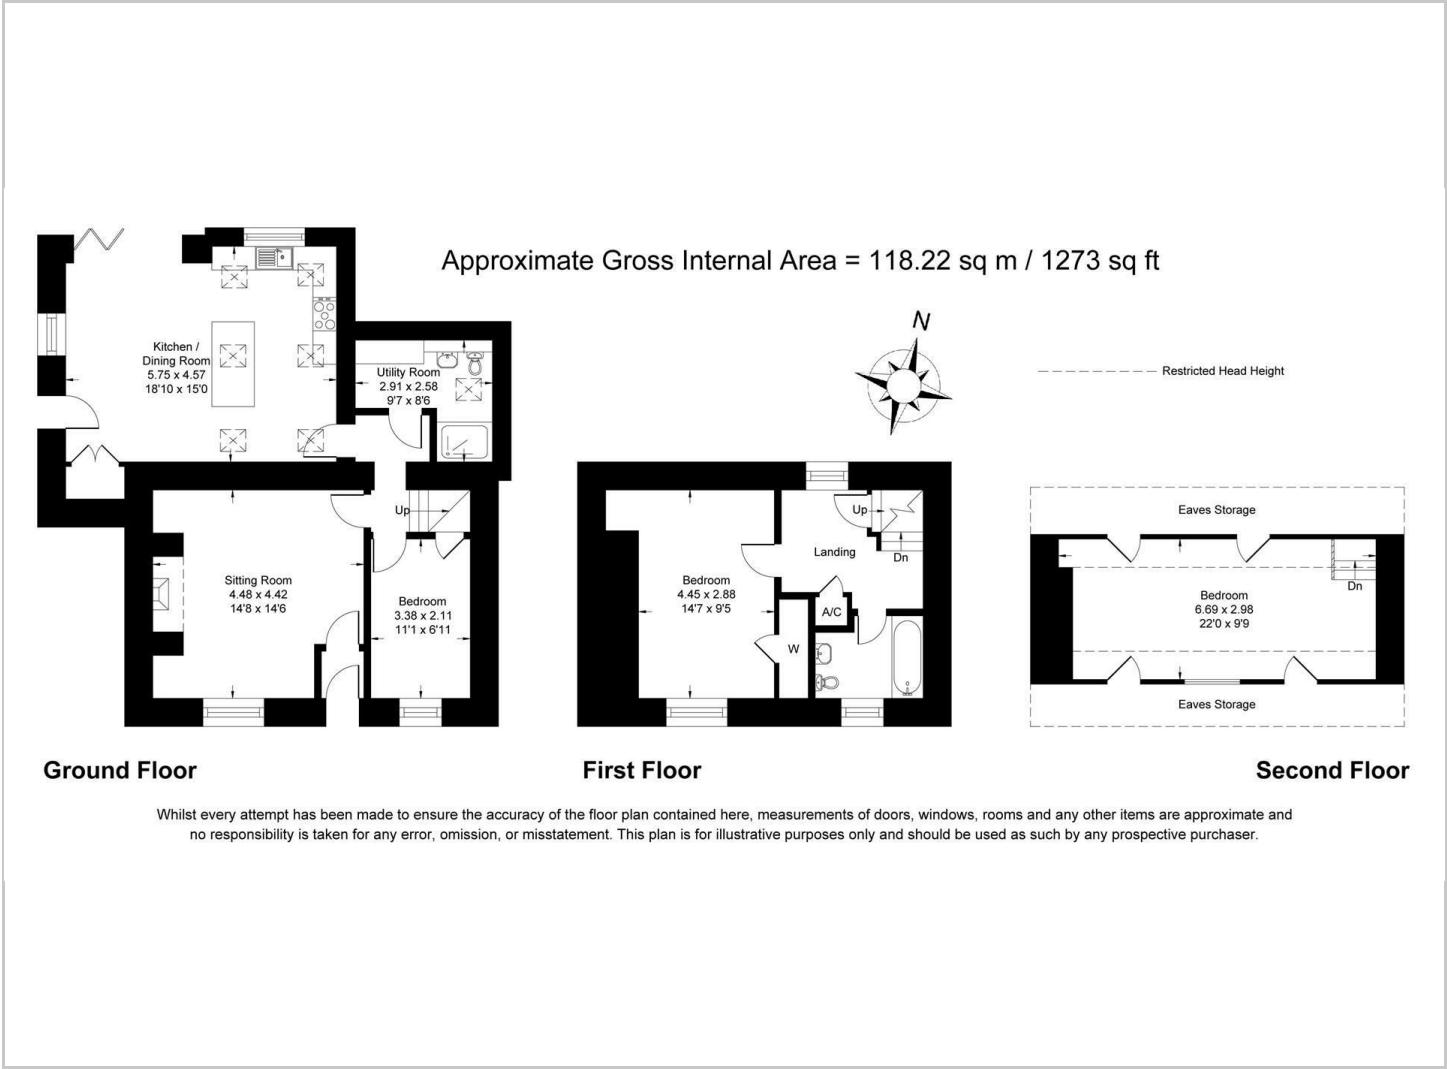 Approximate Gross Internal Area = 118.22 sq m / 1273 sq ft
N
Restricted Head Height
Kitchen /
Dining Room
5.75 x 4.57
18'10 x 15'0
Utility Room
2.91 x 2.58
9'7 x 8'6
Up
Sitting Room
4.48 x 4.42
14'8 x 14'6
Bedroom
3.38 x 2.11
11'1 x 6'11
Ground Floor
Up
Landing
Dn
Bedroom
4.45 x 2.88
14'7 x 9'5
A/C
W
First Floor
Eaves Storage
Dn
Bedroom
6.69 x 2.98
22'0 x 9'9
Eaves Storage
Second Floor
Whilst every attempt has been made to ensure the accuracy of the floor plan contained here, measurements of doors, windows, rooms and any other items are approximate and
no responsibility is taken for any error, omission, or misstatement. This plan is for illustrative purposes only and should be used as such by any prospective purchaser.